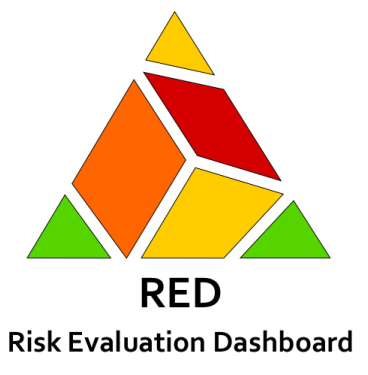 RED
Risk Evaluation Dashboard